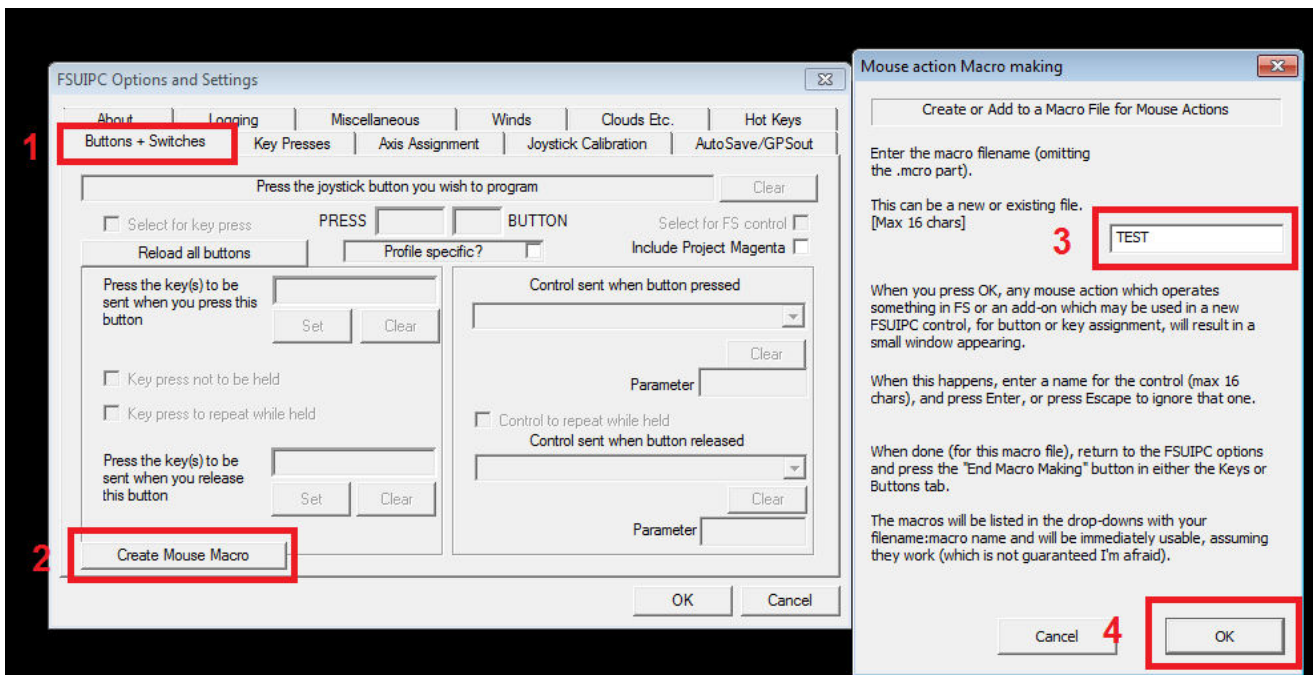 FSUIPC Options and Settings
About Logging Miscellaneous Winds Clouds Etc. Hot Keys
1
Buttons + Switches Key Presses Axis Assignment Joystick Calibration AutoSave/GPSout
Press the joystick button you wish to program Clear
Select for key press PRESS BUTTON Select for FS control
Reload all buttons Profile specific? Include Project Magenta
Press the key(s) to be
sent when you press this
button
Set Clear
Key press not to be held
Key press to repeat while held
Press the key(s) to be
sent when you release
this button
Set Clear
Control sent when button pressed
Clear
Parameter
Control to repeat while held
Control sent when button released
Clear
Parameter
2
Create Mouse Macro
OK Cancel
Mouse action Macro making
Create or Add to a Macro File for Mouse Actions
Enter the macro filename (omitting
the .mcro part).
This can be a new or existing file.
[Max 16 chars]
3
TEST
When you press OK, any mouse action which operates
something in FS or an add-on which may be used in a new
FSUIPC control, for button or key assignment, will result in a
small window appearing.
When this happens, enter a name for the control (max 16
chars), and press Enter, or press Escape to ignore that one.
When done (for this macro file), return to the FSUIPC options
and press the "End Macro Making" button in either the Keys or
Buttons tab.
The macros will be listed in the drop-downs with your
filename:macro name and will be immediately usable, assuming
they work (which is not guaranteed I'm afraid).
Cancel 4 OK